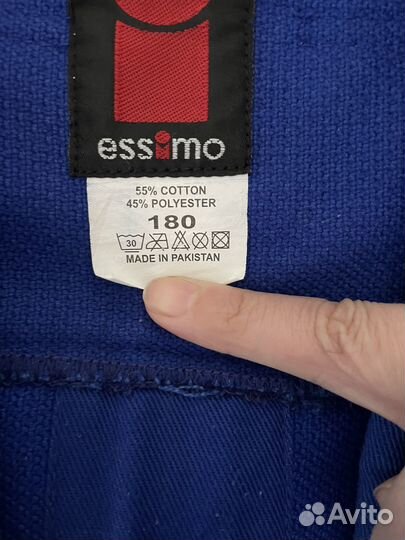 essimo
55% COTTON
45% POLYESTER
180
30
MADE IN PAKISTAN
Avito